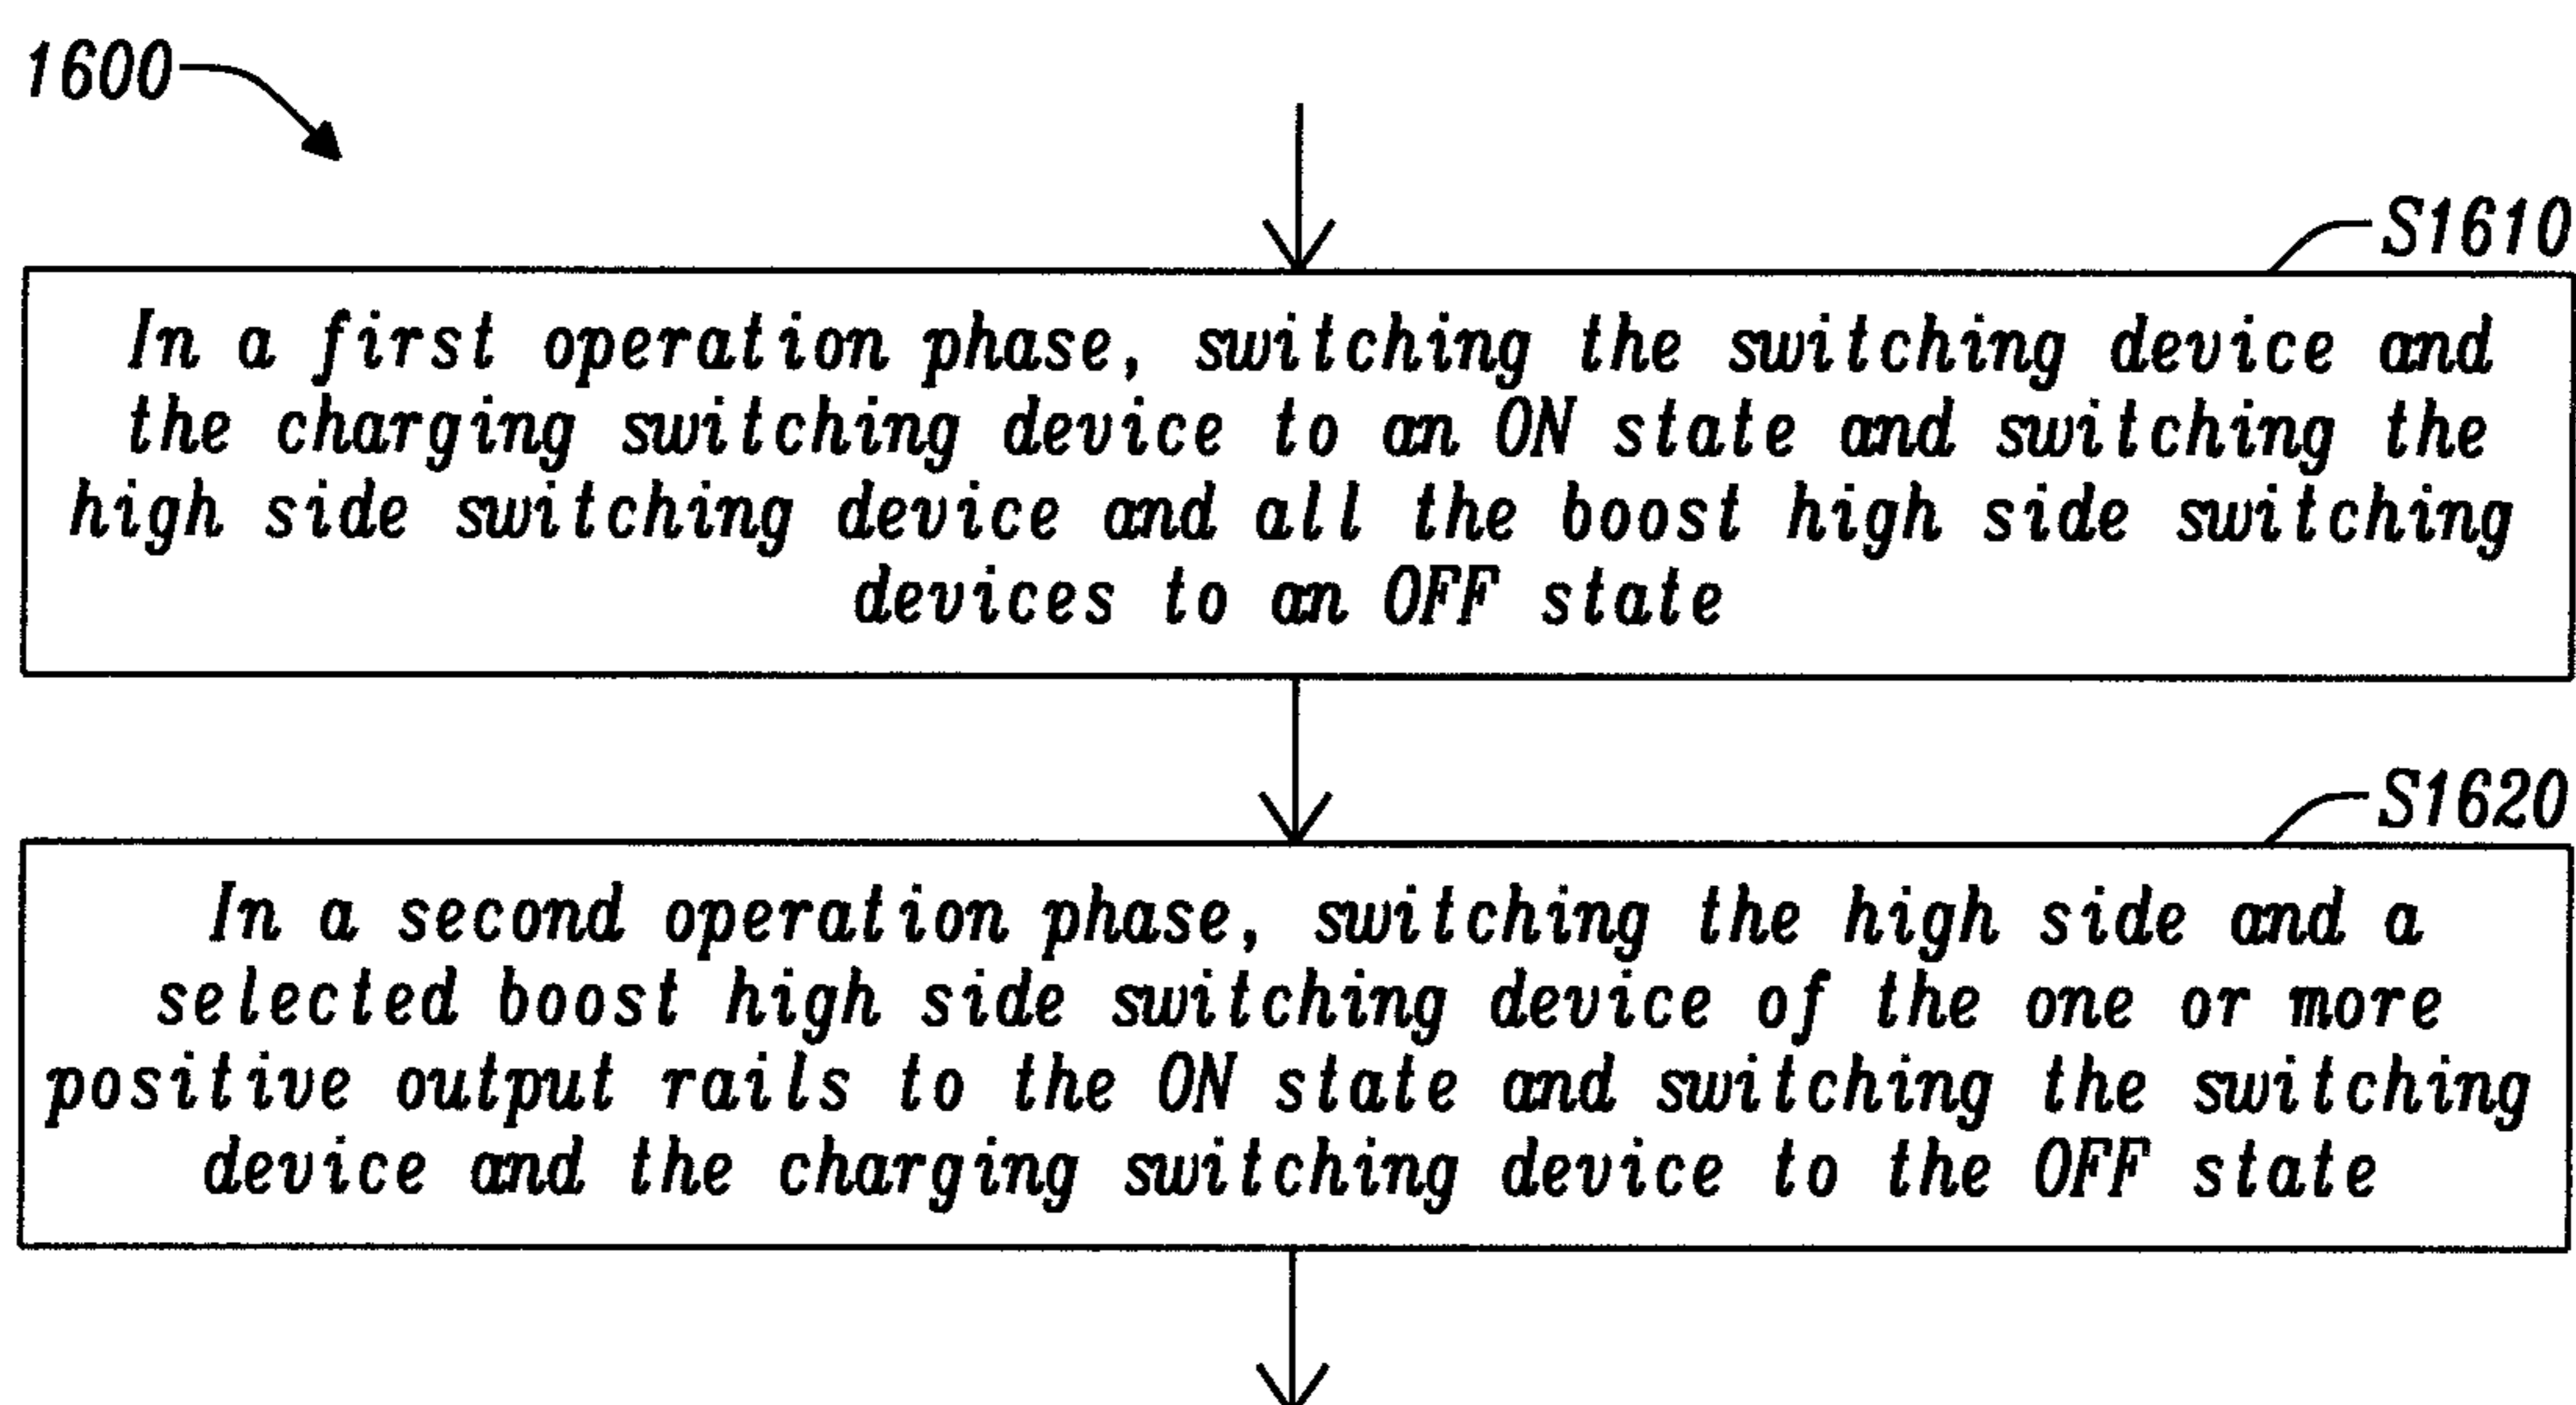 1600
S1610
In a first operation phase, switching the switching device and
the charging switching device to an ON state and switching the
high side switching device and all the boost high side switching
devices to an OFF state
S1620
In a second operation phase, switching the high side and a
selected boost high side switching device of the one or more
positive output rails to the ON state and switching the switching
device and the charging switching device to the OFF state